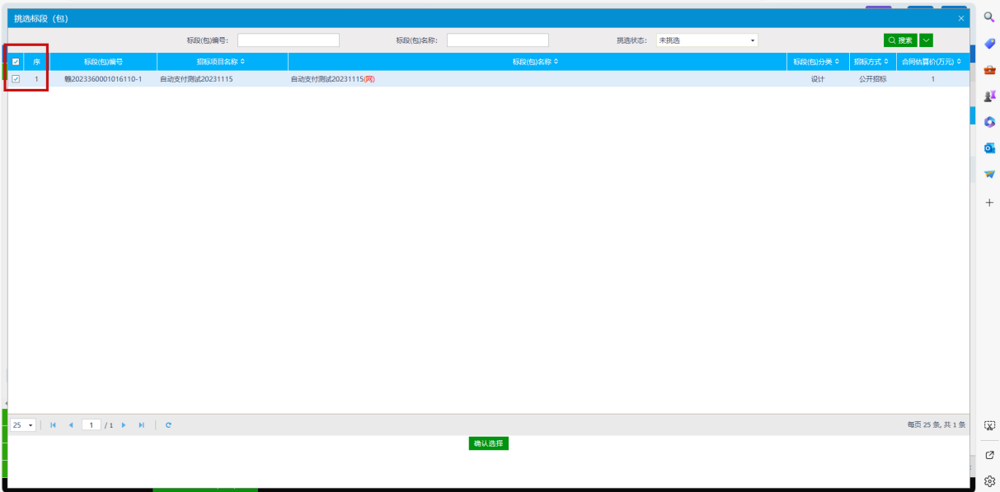 挑选标段（包）
标段(包)编号: 标段(包)名称: 挑选状态: 未挑选 搜索
序 标段(包)编号 招标项目名称 标段(包)名称 标段(包)分类 招标方式 合同估算价(万元)
1 赣2023360001016110-1 自动支付测试20231115 自动支付测试20231115(网) 设计 公开招标 1
25 1 / 1 每页 25 条, 共 1 条
确认选择